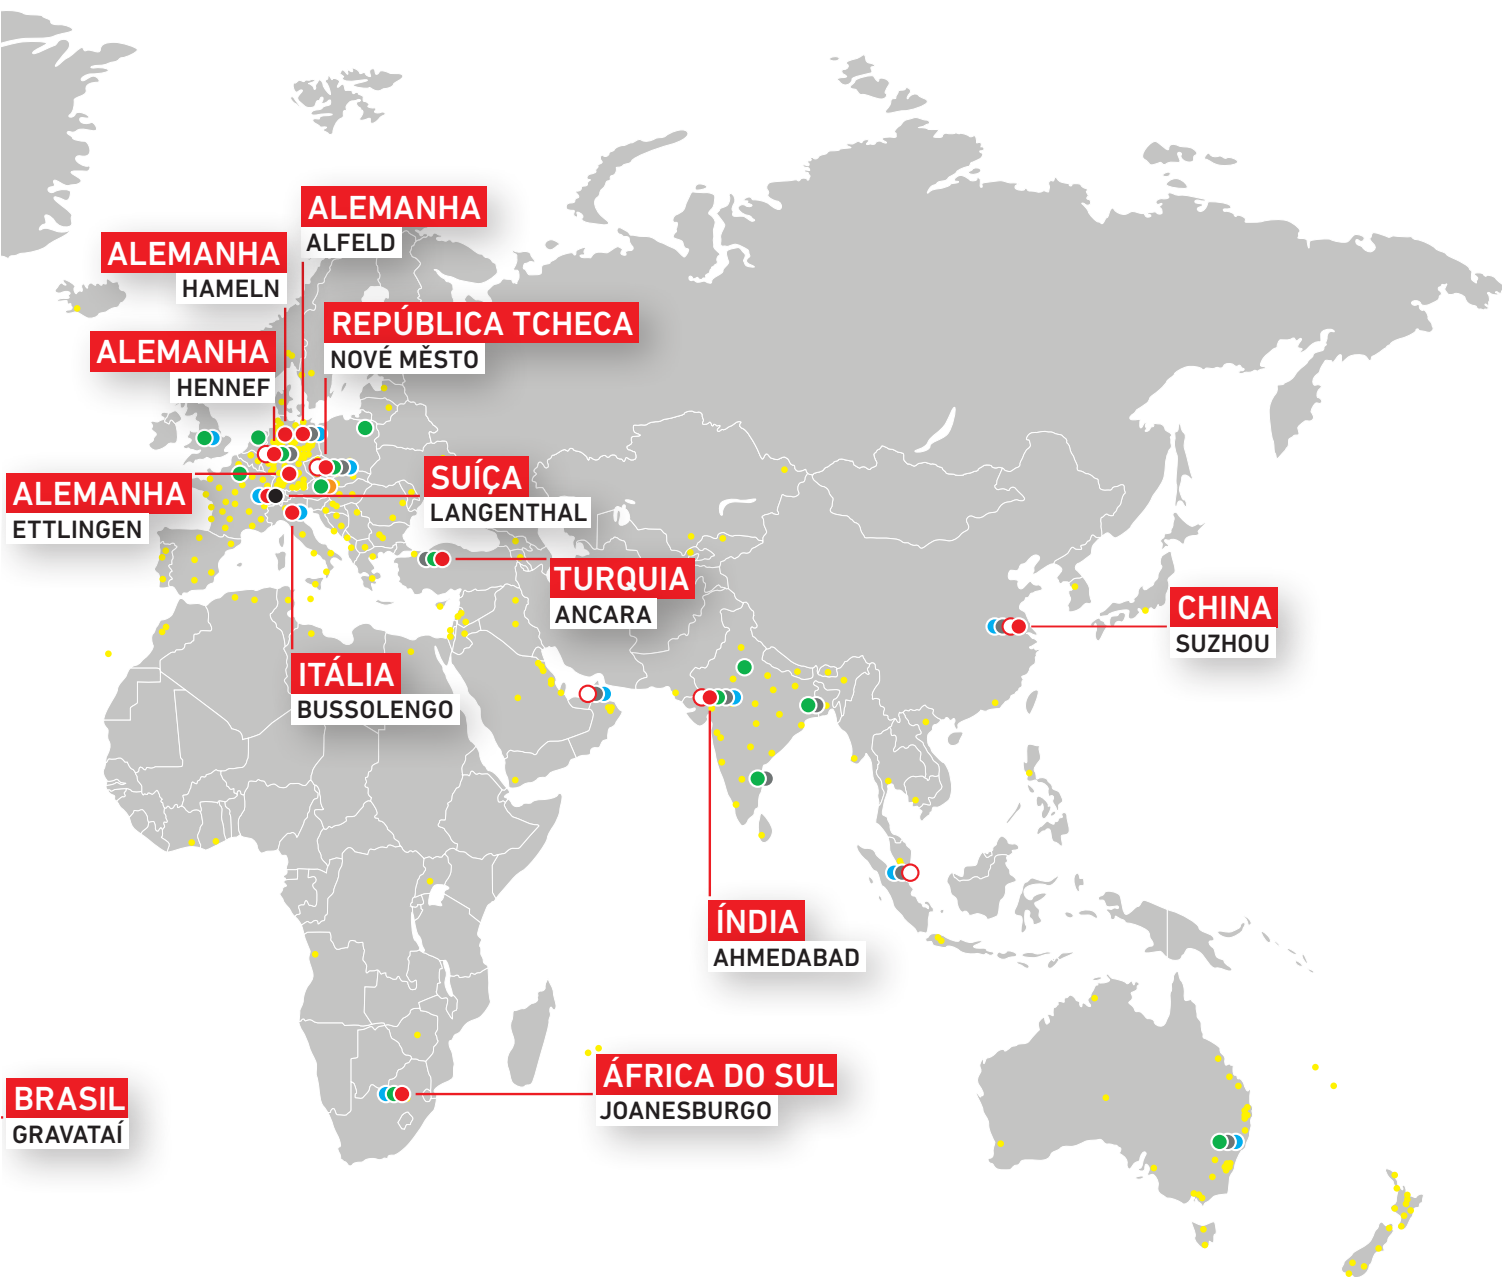 ALEMANHA
ALFELD
ALEMANHA
HAMELN
REPÚBLICA TCHECA
NOVÉ MĚSTO
ALEMANHA
HENNEF
SUÍÇA
LANGENTHAL
ALEMANHA
ETTLINGEN
TURQUIA
ANCARA
CHINA
SUZHOU
ITÁLIA
BUSSOLENGO
ÍNDIA
AHMEDABAD
ÁFRICA DO SUL
JOANESBURGO
BRASIL
GRAVATAÍ